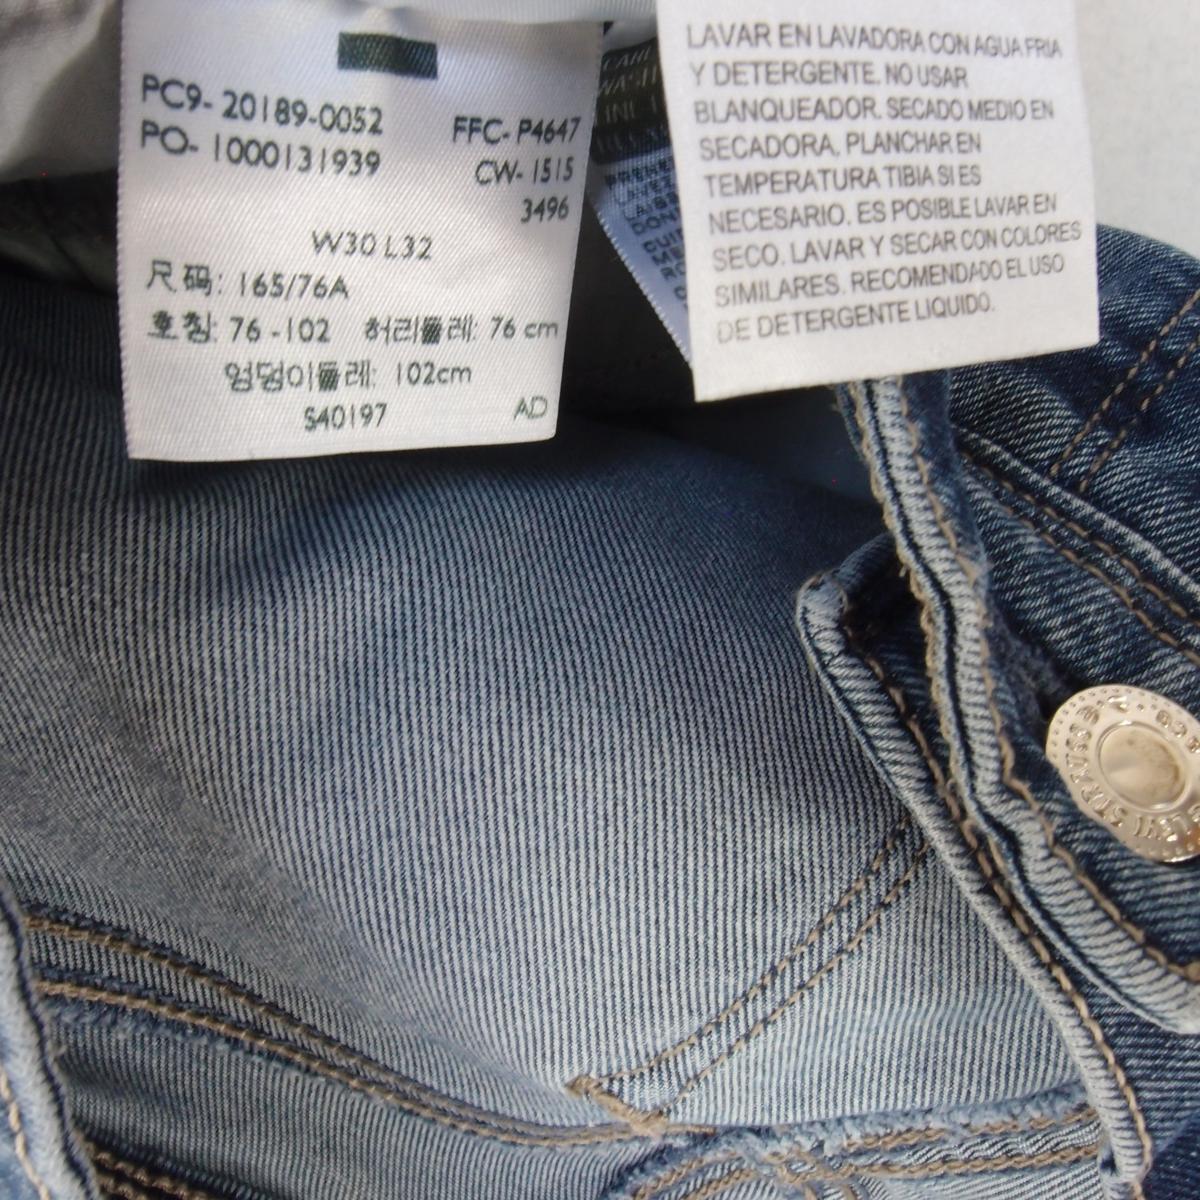 PC9- 20189-0052
PO- 1000131939
FFC- P4647
CW- 1515
3496
W30 L32
尺码: 165/76A
호칭: 76 -102 허리둘레: 76 cm
엉덩이둘레: 102cm
S40197 AD
LAVAR EN LAVADORA CON AGUA FRIA
Y DETERGENTE. NO USAR
BLANQUEADOR. SECADO MEDIO EN
SECADORA. PLANCHAR EN
TEMPERATURA TIBIA SI ES
NECESARIO. ES POSIBLE LAVAR EN
SECO. LAVAR Y SECAR CON COLORES
SIMILARES. RECOMENDADO EL USO
DE DETERGENTE LIQUIDO.
LEVI STRAUSS &